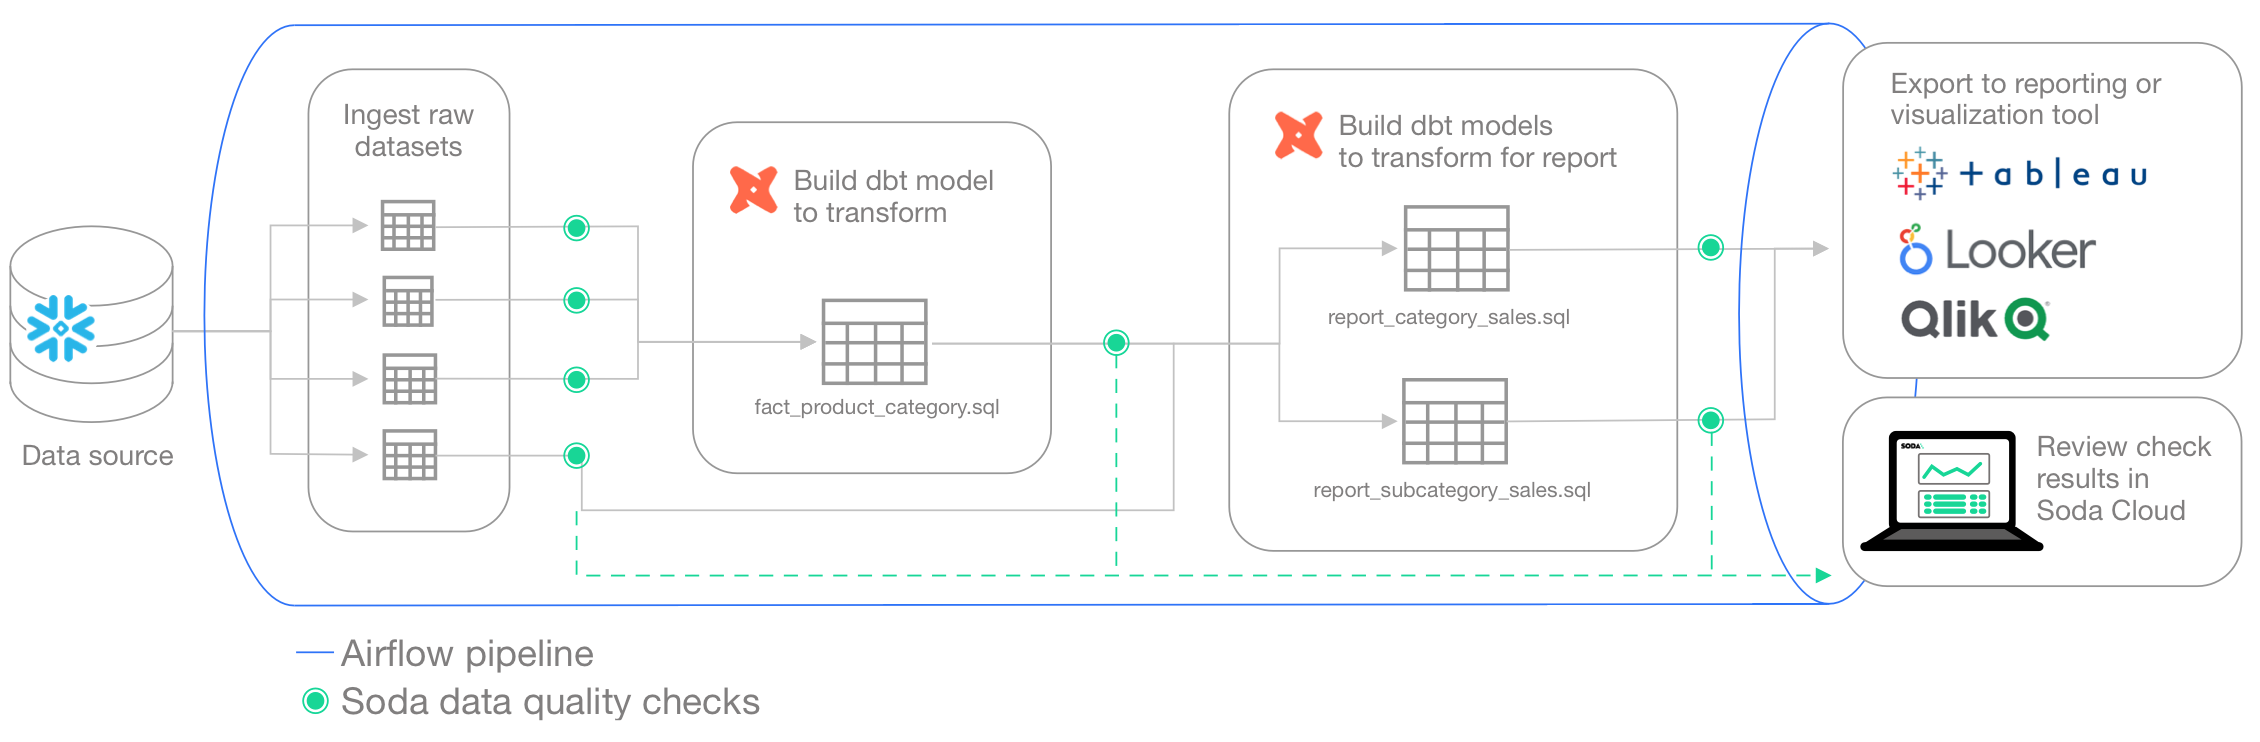 Data source
Ingest raw
datasets
Build dbt model
to transform
fact_product_category.sql
Build dbt models
to transform for report
report_category_sales.sql
report_subcategory_sales.sql
Export to reporting or
visualization tool
+ableau
Looker
Qlik
SODA
Review check
results in
Soda Cloud
Airflow pipeline
Soda data quality checks